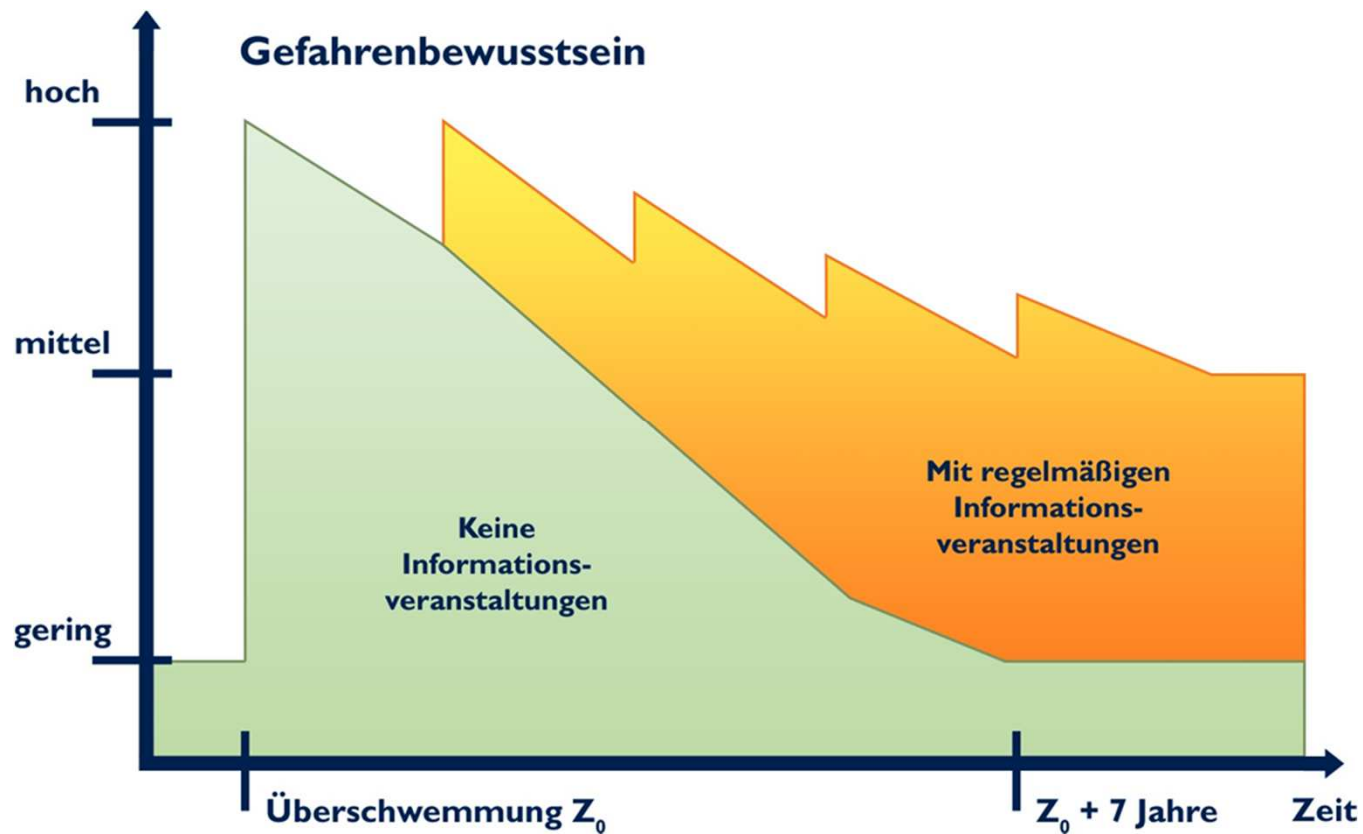 Gefahrenbewusstsein
hoch
mittel
gering
Keine
Informations-
veranstaltungen
Mit regelmäßigen
Informations-
veranstaltungen
Überschwemmung Z₀
Z₀ + 7 Jahre
Zeit